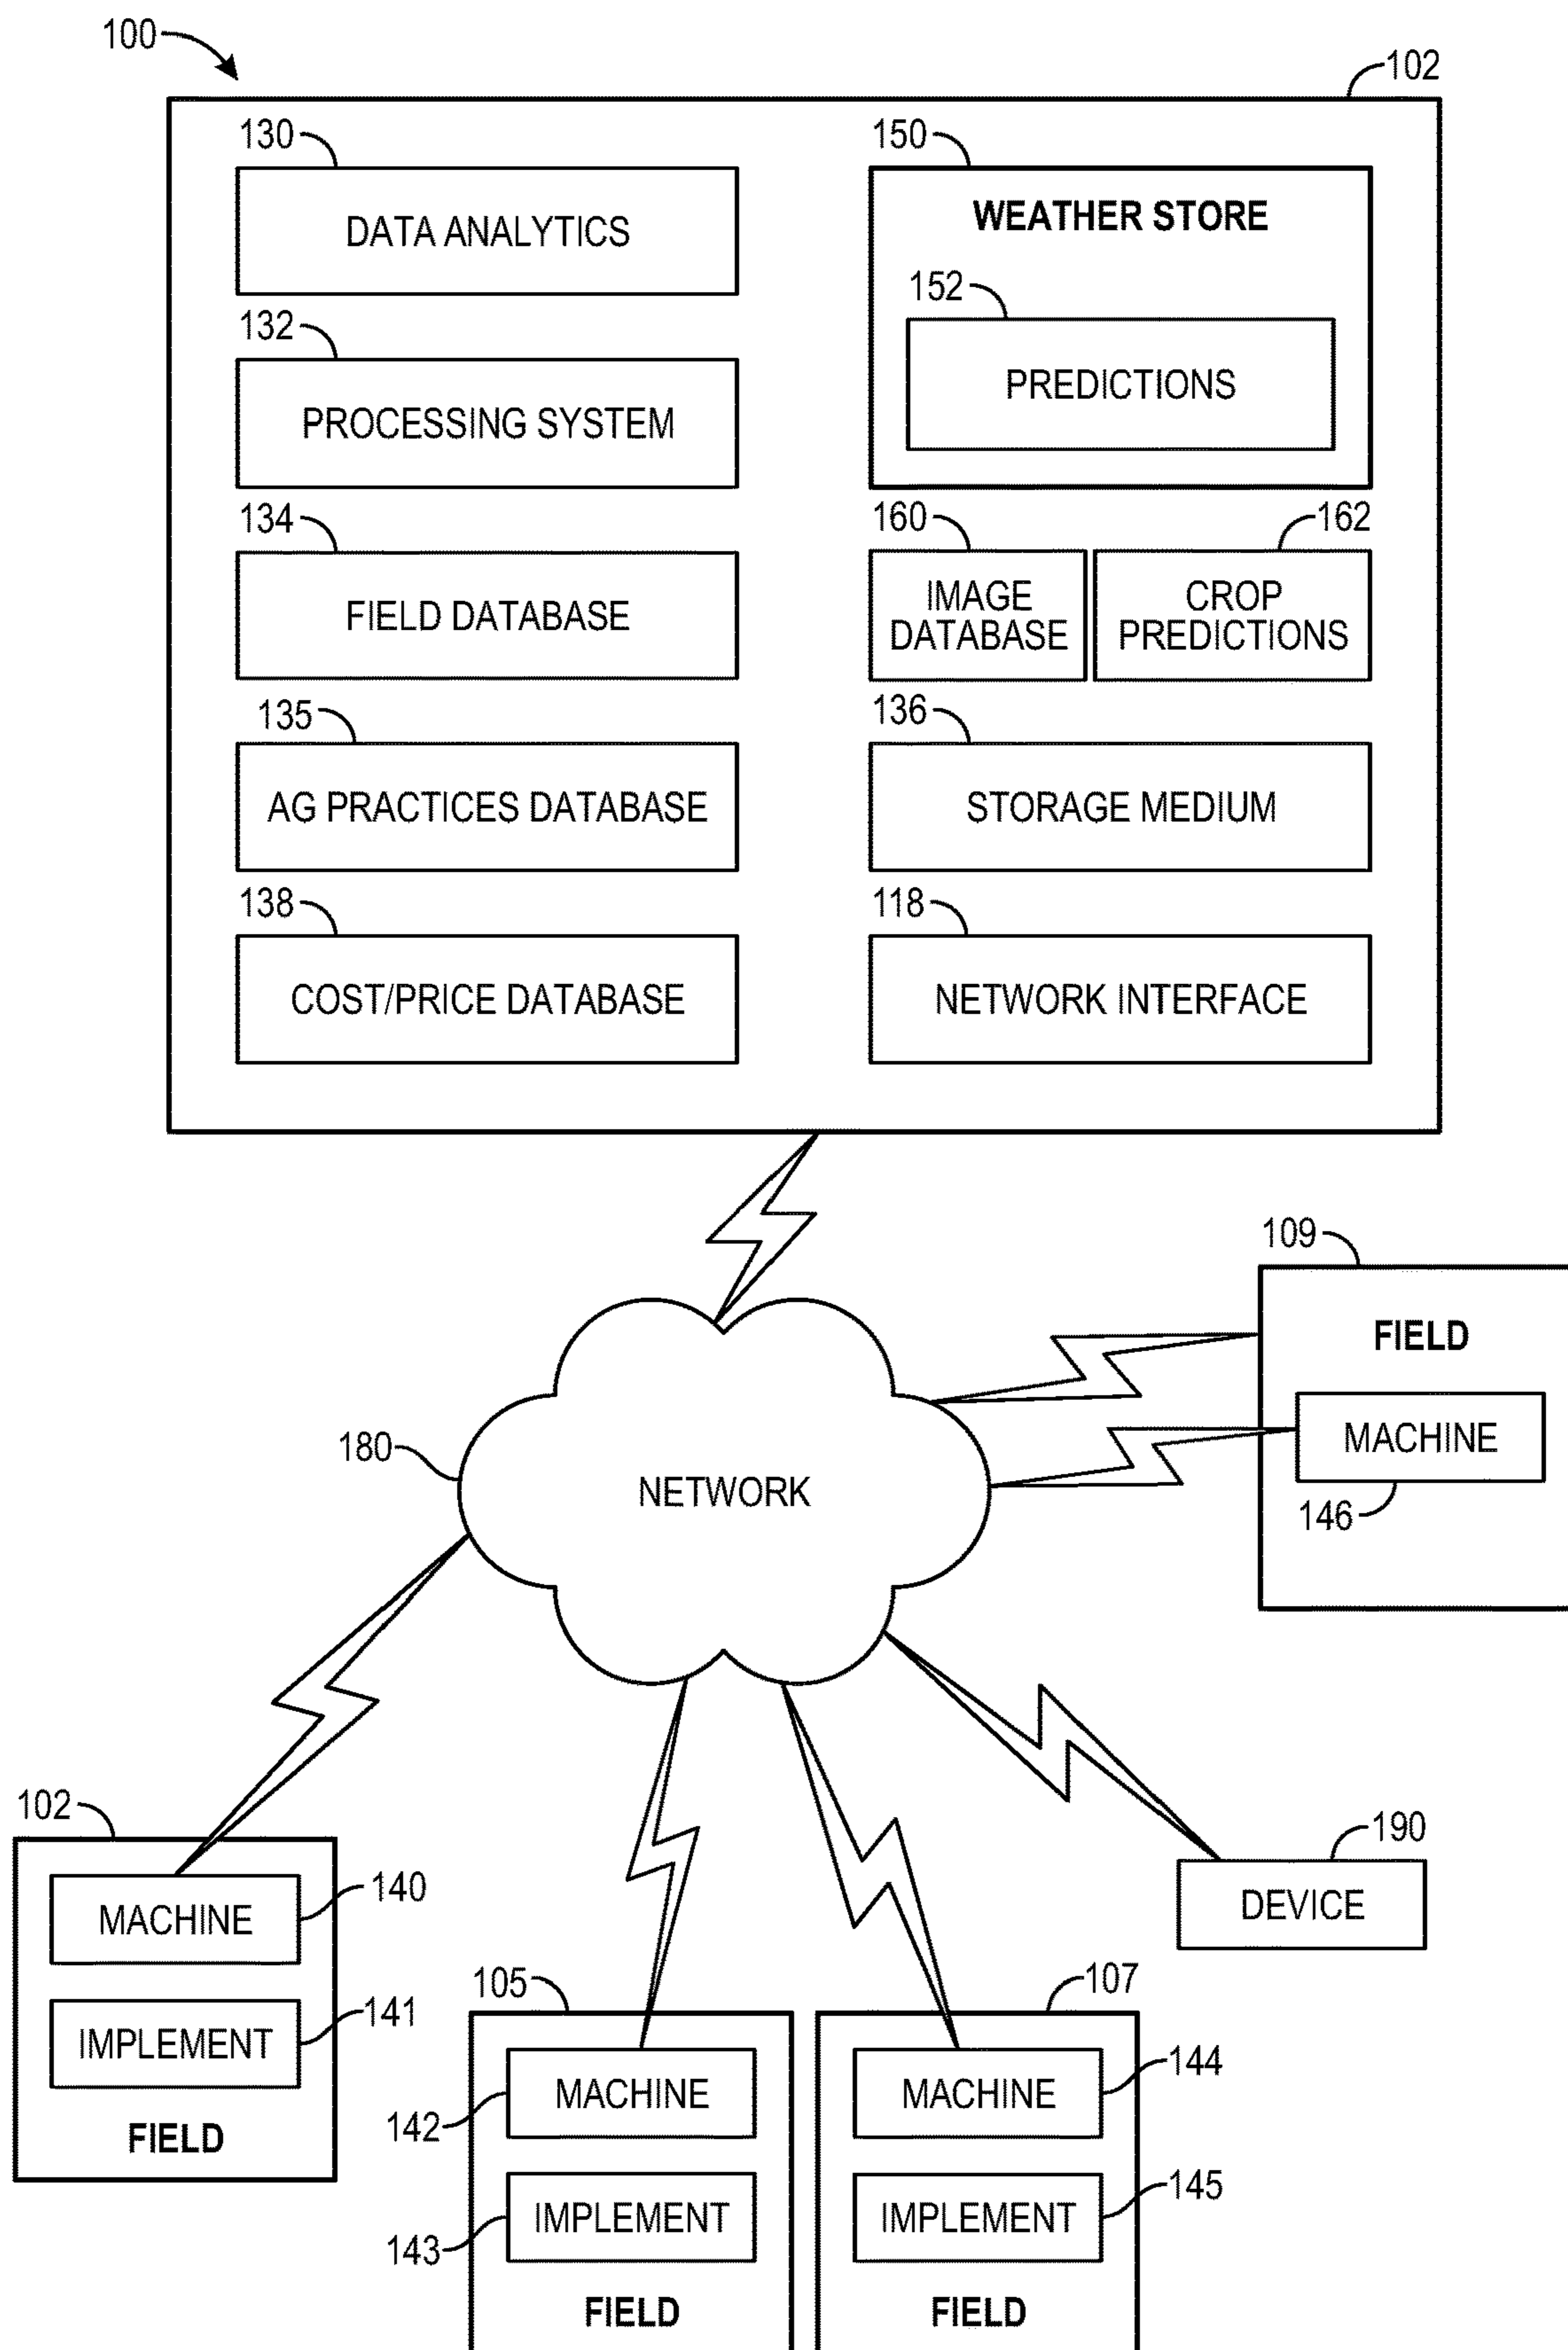 100
102
130
DATA ANALYTICS
150
WEATHER STORE
152
PREDICTIONS
132
PROCESSING SYSTEM
134
FIELD DATABASE
160
IMAGE
DATABASE
162
CROP
PREDICTIONS
135
AG PRACTICES DATABASE
136
STORAGE MEDIUM
138
COST/PRICE DATABASE
118
NETWORK INTERFACE
109
FIELD
MACHINE
146
180
NETWORK
102
MACHINE
140
IMPLEMENT
141
FIELD
190
DEVICE
105
MACHINE
142
IMPLEMENT
143
FIELD
107
MACHINE
144
IMPLEMENT
145
FIELD